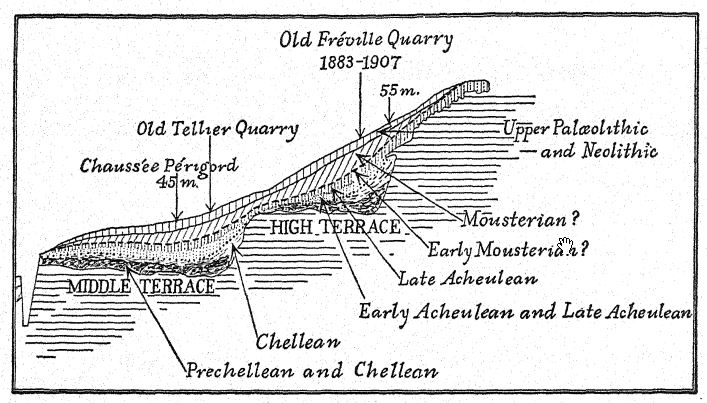 Old Fréville Quarry
1883-1907
55 m.
Old Tellier Quarry
Upper Palæolithic
and Neolithic
Chaussée Périgord
45 m.
Mousterian?
HIGH TERRACE
Early Mousterian?
Late Acheulean
MIDDLE TERRACE
Early Acheulean and Late Acheulean
Chellean
Prechellean and Chellean